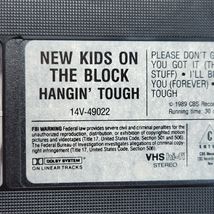 NEW KIDS ON
THE BLOCK
HANGIN' TOUGH
14V-49022
PLEASE DON'T G
YOU GOT IT (TH
STUFF) • I'LL B
YOU (FOREVER) •
TOUGH
© 1989 CBS Recor
Running time: 30
FBI WARNING: Federal law provides severe civil and criminal penalties for
the unauthorized reproduction, distribution or exhibition of copyrighted
motion pictures (Title 17, United States Code, Section 501 and 506). The
Federal Bureau of Investigation investigates allegations of criminal copyright
infringement (Title 17, United States Code, Section 506).
DOLBY SYSTEM
ON LINEAR TRACKS
VHS
STEREO